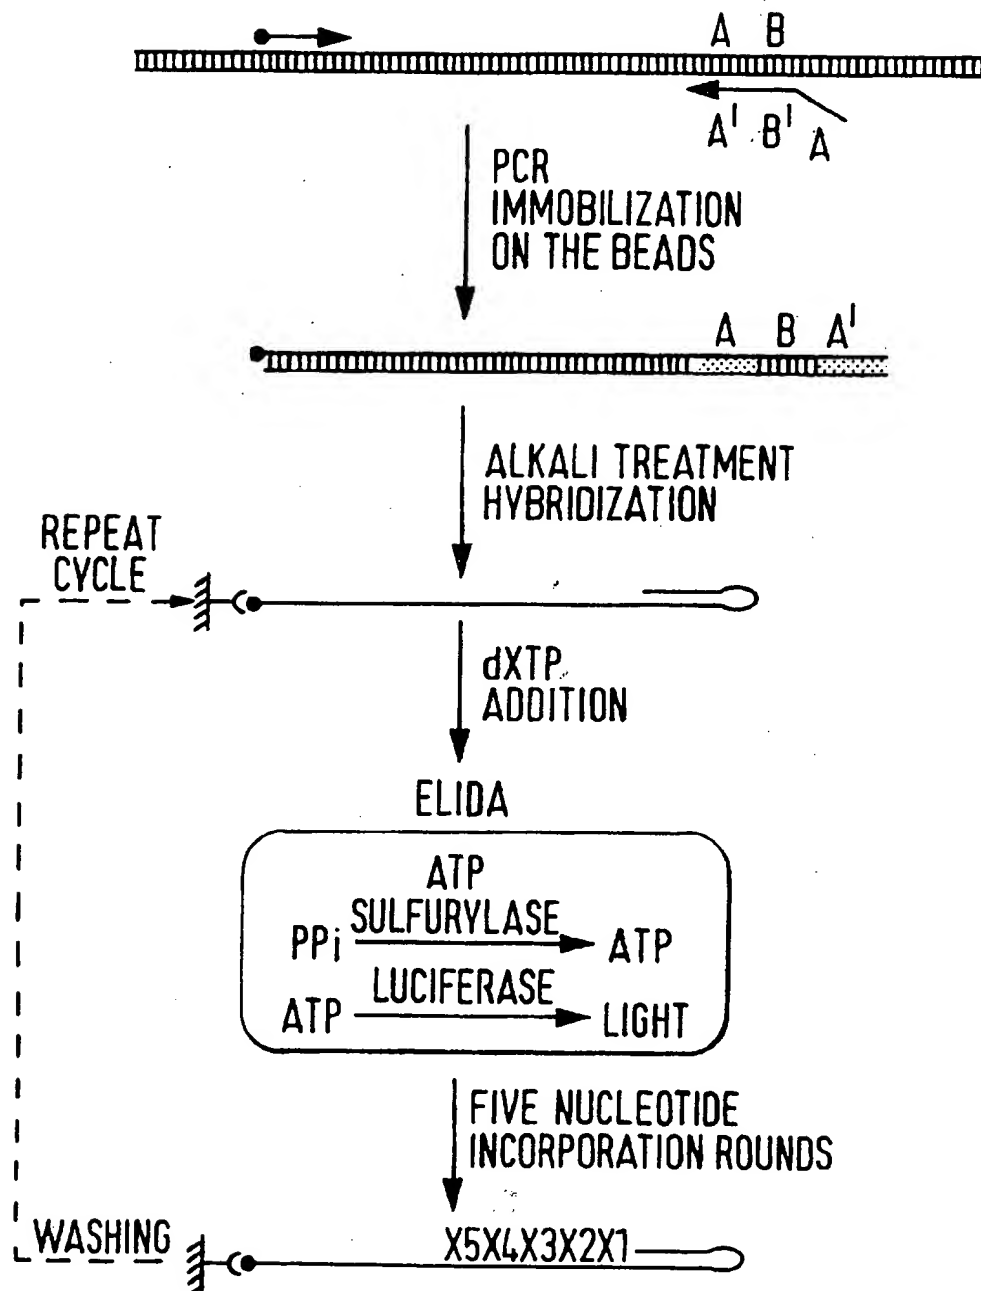 A B
A' B' A
PCR
IMMOBILIZATION
ON THE BEADS
A B A'
ALKALI TREATMENT
HYBRIDIZATION
REPEAT
CYCLE
dXTP
ADDITION
ELIDA
ATP
SULFURYLASE
PPi ATP
LUCIFERASE
ATP LIGHT
FIVE NUCLEOTIDE
INCORPORATION ROUNDS
WASHING
X5X4X3X2X1